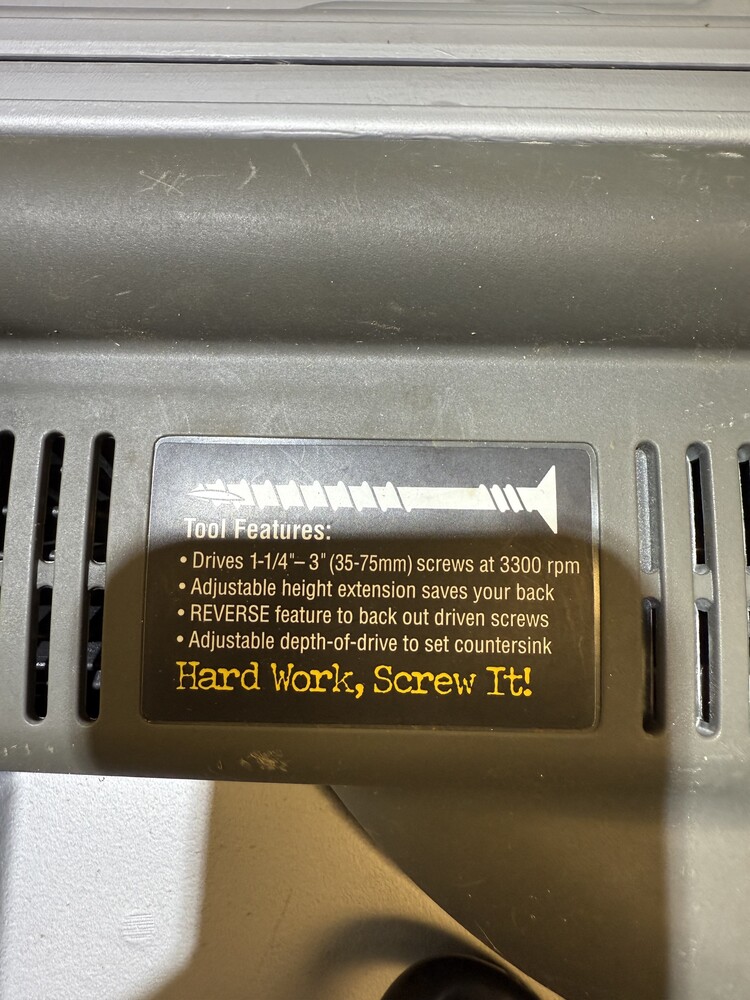 Tool Features:
• Drives 1-1/4"– 3" (35-75mm) screws at 3300 rpm
• Adjustable height extension saves your back
• REVERSE feature to back out driven screws
• Adjustable depth-of-drive to set countersink
Hard Work, Screw It!